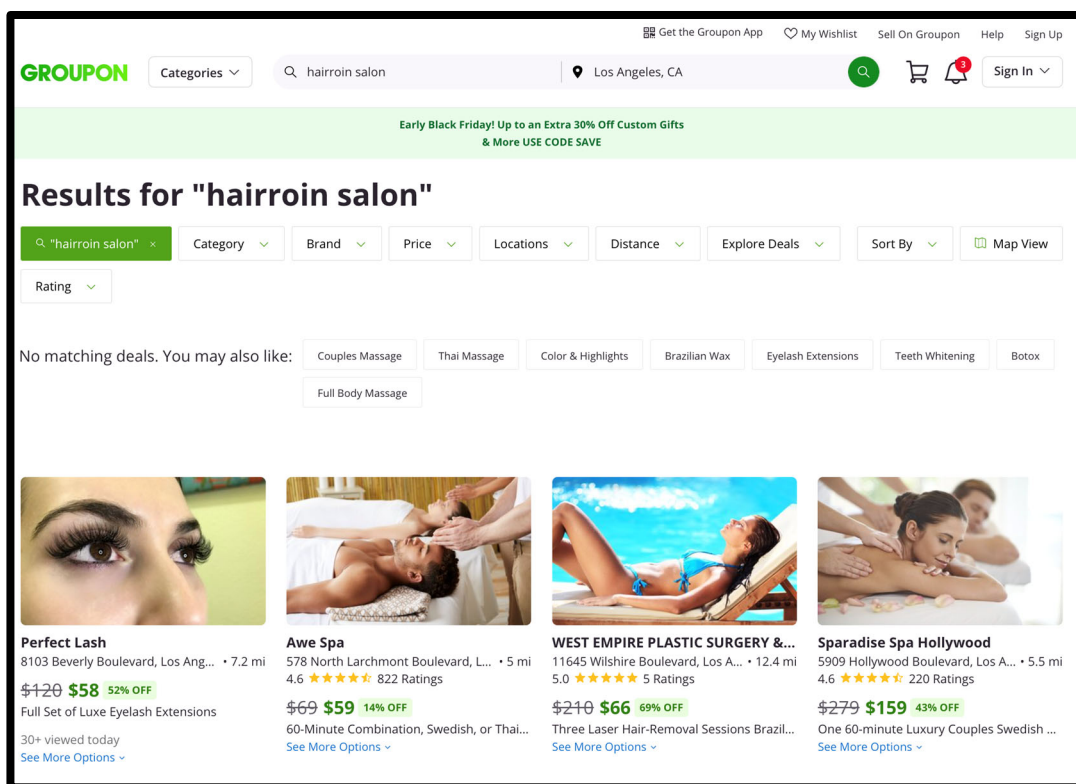 Get the Groupon App My Wishlist Sell On Groupon Help Sign Up
GROUPON Categories hairroin salon Los Angeles, CA 3 Sign In
Early Black Friday! Up to an Extra 30% Off Custom Gifts
& More USE CODE SAVE
Results for "hairroin salon"
"hairroin salon" × Category Brand Price Locations Distance Explore Deals Sort By Map View
Rating
No matching deals. You may also like: Couples Massage Thai Massage Color & Highlights Brazilian Wax Eyelash Extensions Teeth Whitening Botox
Full Body Massage
Perfect Lash
8103 Beverly Boulevard, Los Ang... • 7.2 mi
$120 $58 52% OFF
Full Set of Luxe Eyelash Extensions
30+ viewed today
See More Options
Awe Spa
578 North Larchmont Boulevard, L... • 5 mi
4.6 822 Ratings
$69 $59 14% OFF
60-Minute Combination, Swedish, or Thai...
See More Options
WEST EMPIRE PLASTIC SURGERY &...
11645 Wilshire Boulevard, Los A... • 12.4 mi
5.0 5 Ratings
$210 $66 69% OFF
Three Laser Hair-Removal Sessions Brazil...
See More Options
Sparadise Spa Hollywood
5909 Hollywood Boulevard, Los A... • 5.5 mi
4.6 220 Ratings
$279 $159 43% OFF
One 60-minute Luxury Couples Swedish ...
See More Options